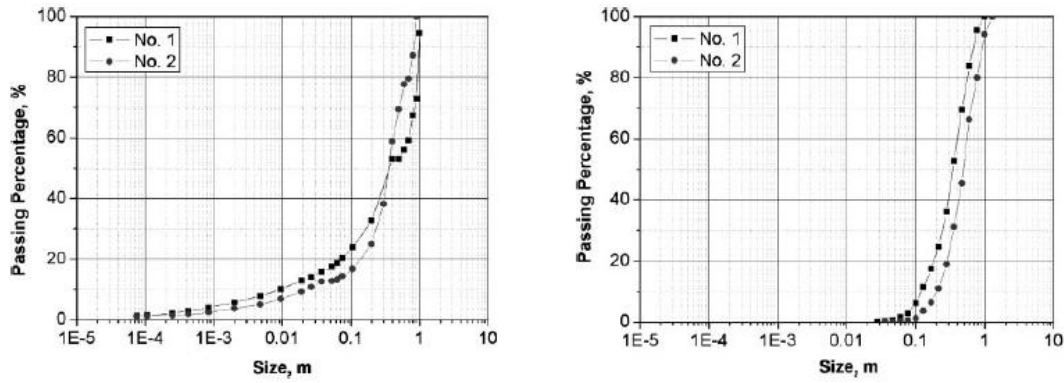 100
80
60
40
20
0
Passing Percentage, %
No. 1
No. 2
1E-5 1E-4 1E-3 0.01 0.1 1 10
Size, m
100
80
60
40
20
0
Passing Percentage, %
No. 1
No. 2
1E-5 1E-4 1E-3 0.01 0.1 1 10
Size, m